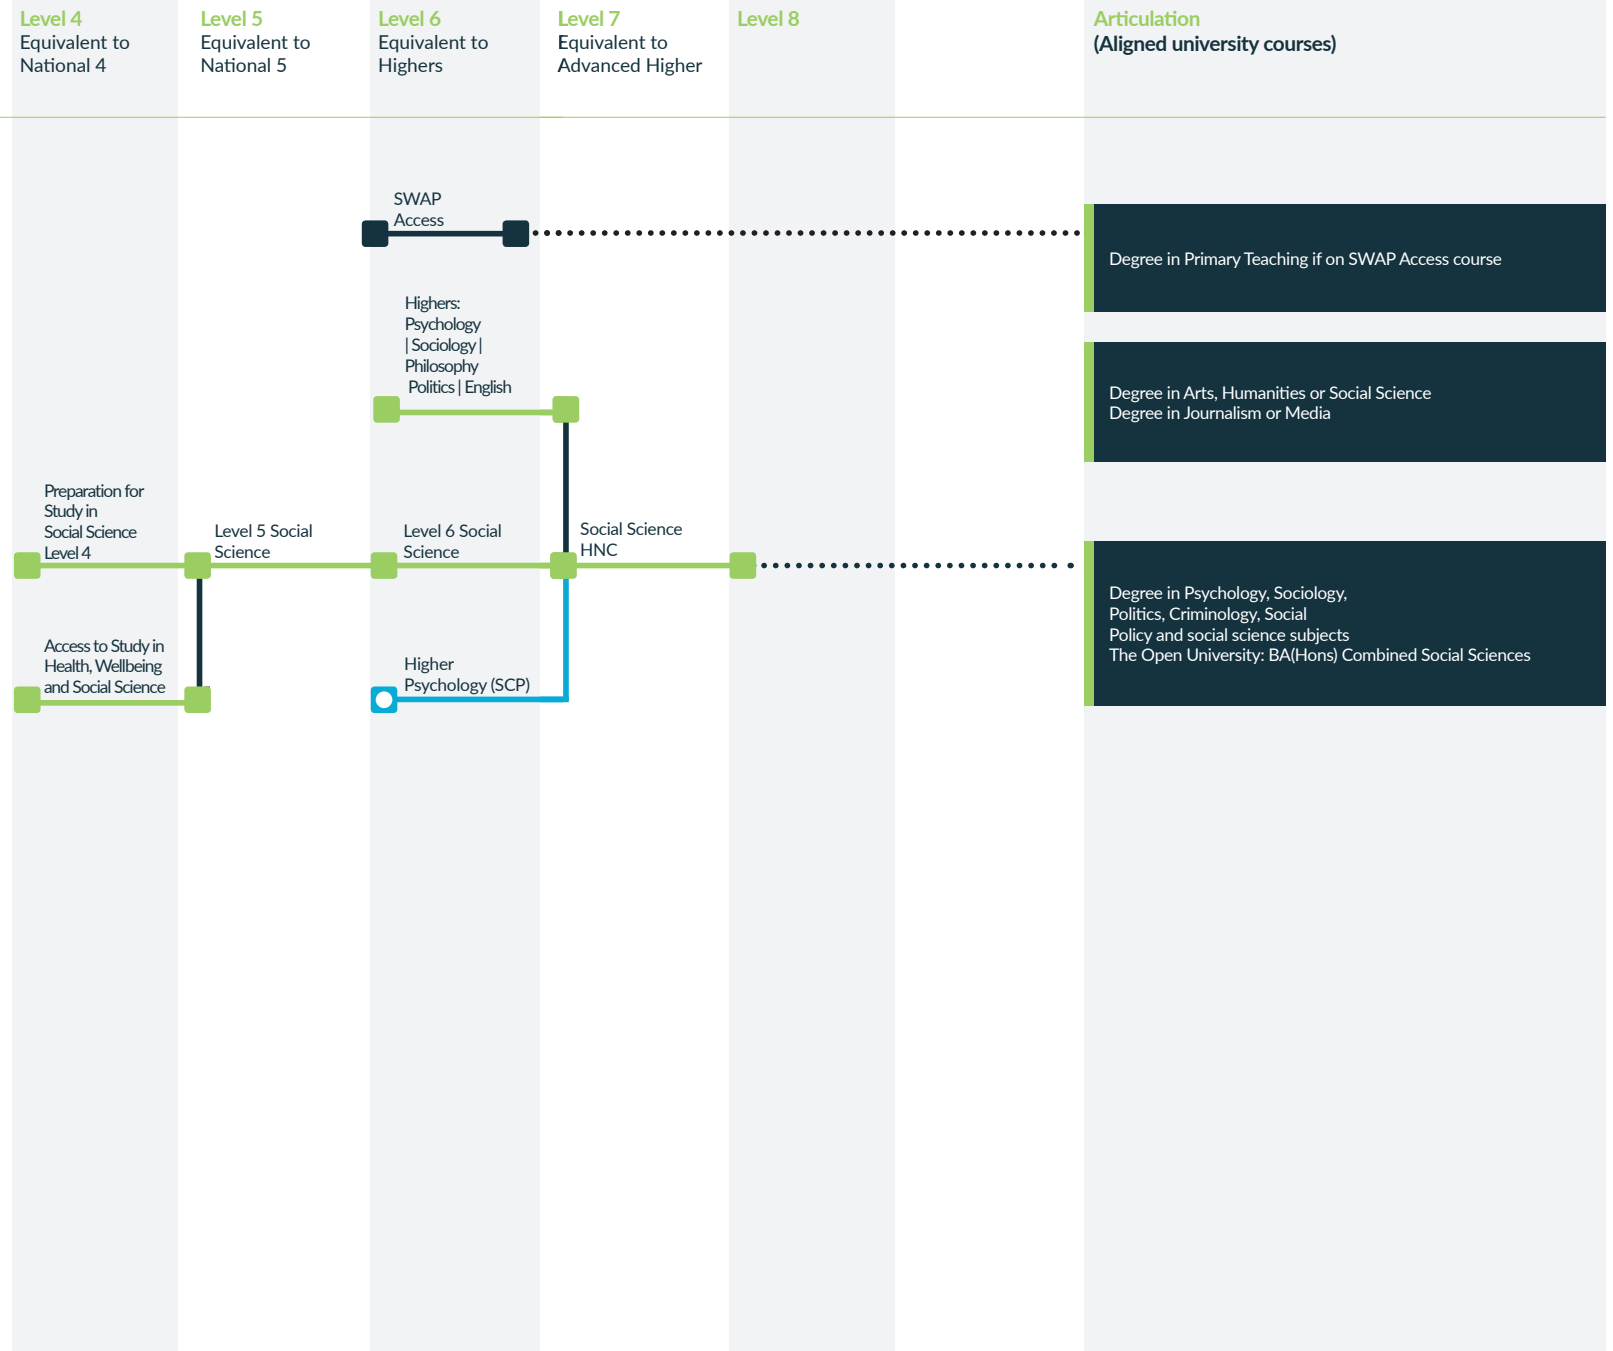 Level 4
Equivalent to
National 4
Level 5
Equivalent to
National 5
Level 6
Equivalent to
Highers
Level 7
Equivalent to
Advanced Higher
Level 8
Articulation
(Aligned university courses)
SWAP
Access
Degree in Primary Teaching if on SWAP Access course
Highers:
Psychology
| Sociology |
Philosophy
Politics | English
Degree in Arts, Humanities or Social Science
Degree in Journalism or Media
Preparation for
Study in
Social Science
Level 4
Level 5 Social
Science
Level 6 Social
Science
Social Science
HNC
Degree in Psychology, Sociology,
Politics, Criminology, Social
Policy and social science subjects
The Open University: BA(Hons) Combined Social Sciences
Access to Study in
Health, Wellbeing
and Social Science
Higher
Psychology (SCP)